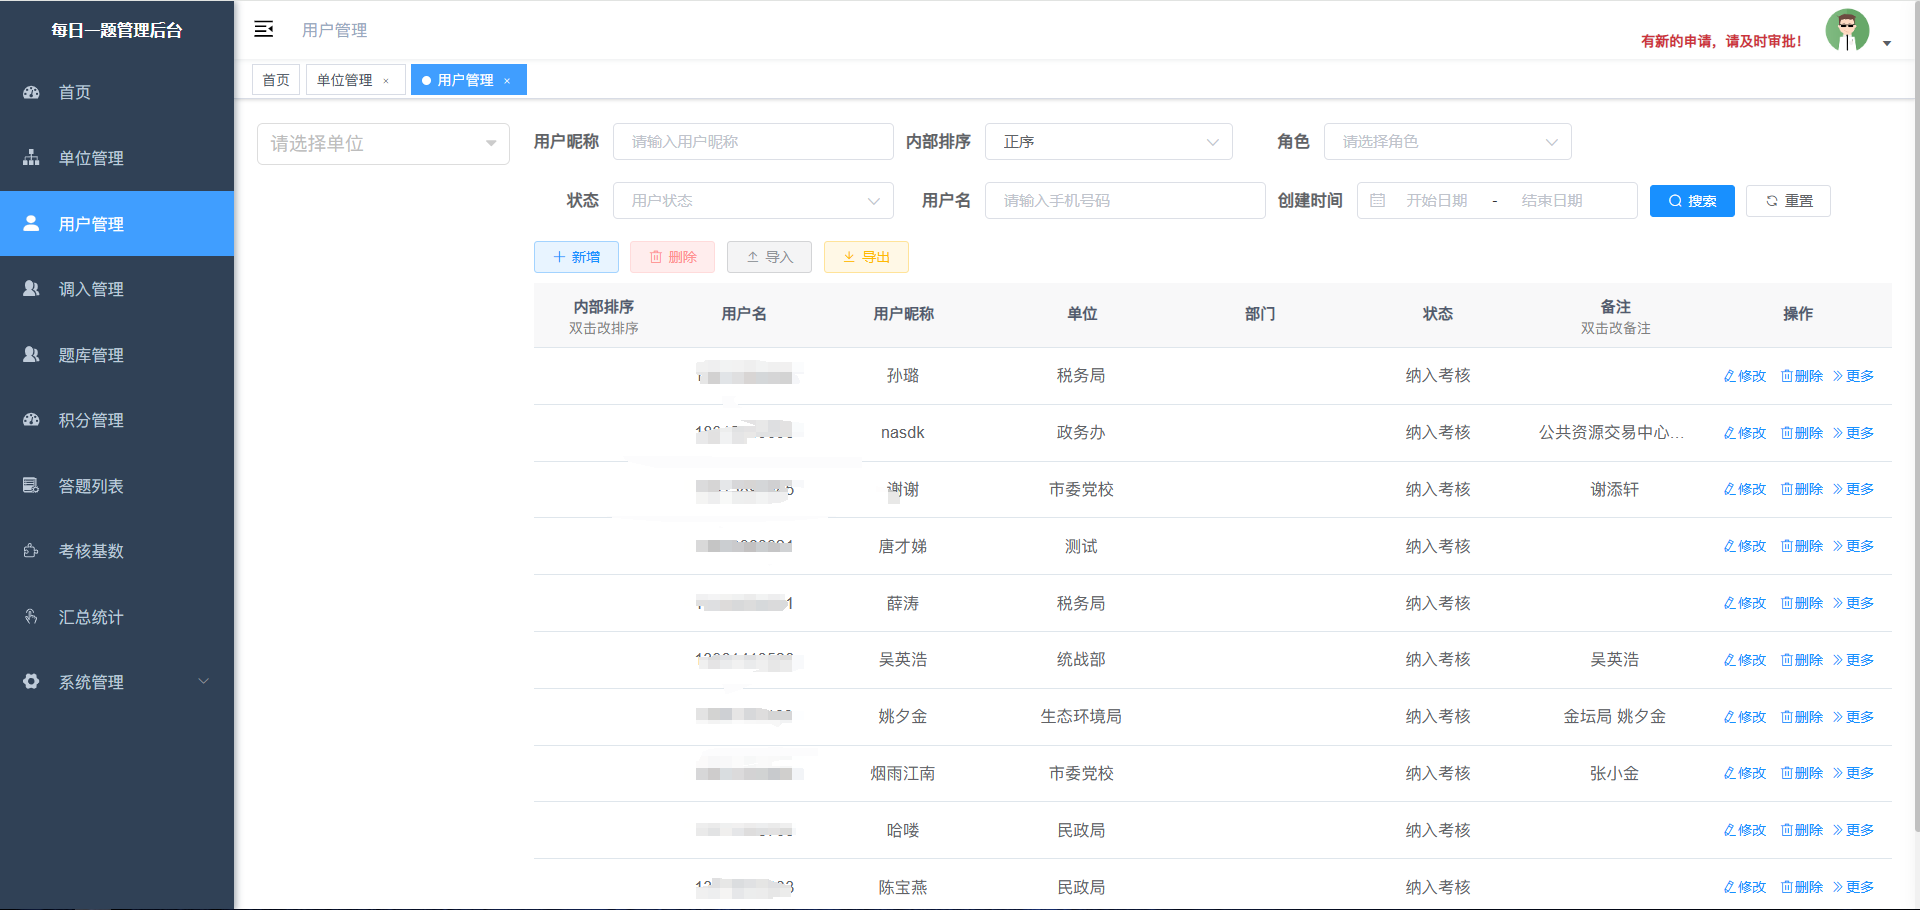 每日一题管理后台
首页
单位管理
用户管理
调入管理
题库管理
积分管理
答题列表
考核基数
汇总统计
系统管理
用户管理
有新的申请，请及时审批！
首页 单位管理 × 用户管理 ×
请选择单位
用户昵称 请输入用户昵称 内部排序 正序 角色 请选择角色
状态 用户状态 用户名 请输入手机号码 创建时间 开始日期 - 结束日期 搜索 重置
新增 删除 导入 导出
内部排序 用户名 用户昵称 单位 部门 状态 备注 操作
双击改排序 双击改备注
孙璐 税务局 纳入考核 修改 删除 更多
nasdk 政务办 纳入考核 公共资源交易中心... 修改 删除 更多
谢谢 市委党校 纳入考核 谢添轩 修改 删除 更多
唐才娣 测试 纳入考核 修改 删除 更多
薛涛 税务局 纳入考核 修改 删除 更多
吴英浩 统战部 纳入考核 吴英浩 修改 删除 更多
姚夕金 生态环境局 纳入考核 金坛局 姚夕金 修改 删除 更多
烟雨江南 市委党校 纳入考核 张小金 修改 删除 更多
哈喽 民政局 纳入考核 修改 删除 更多
陈宝燕 民政局 纳入考核 修改 删除 更多